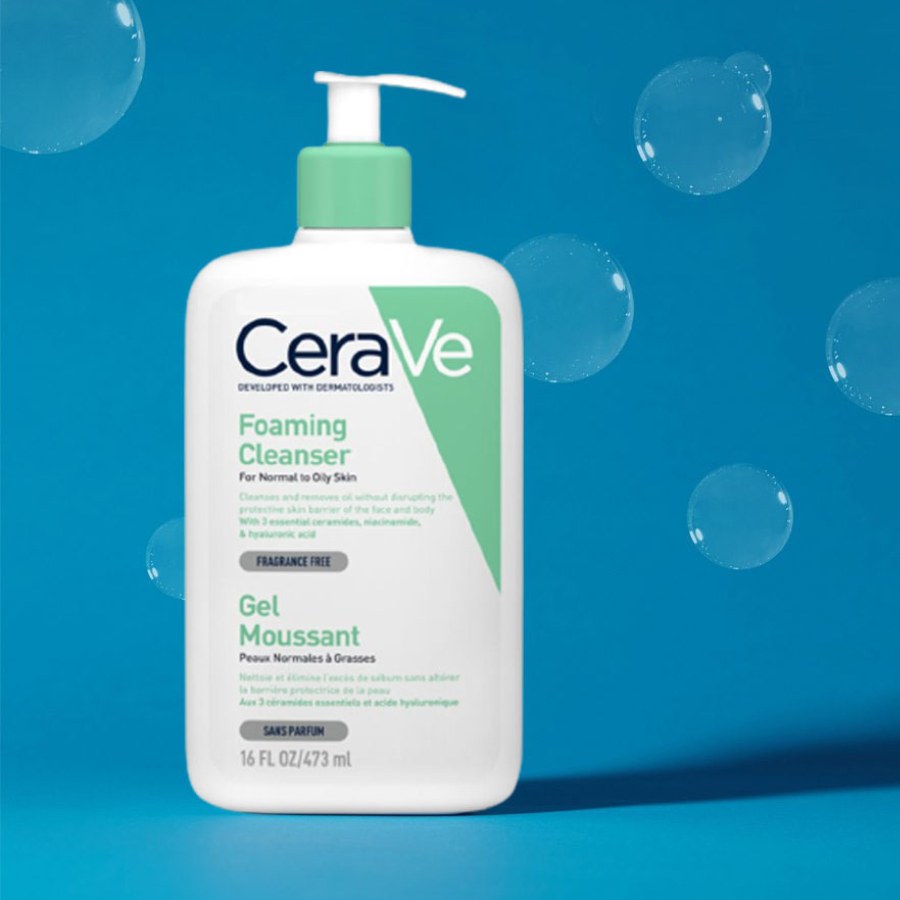 CeraVe
DEVELOPED WITH DERMATOLOGISTS
Foaming
Cleanser
For Normal to Oily Skin
Cleanses and removes oil without disrupting the
protective skin barrier of the face and body
With 3 essential ceramides, niacinamide,
& hyaluronic acid
FRAGRANCE FREE
Gel
Moussant
Peaux Normales à Grasses
Nettoie et élimine l'excès de sébum sans altérer
la barrière protectrice de la peau
Aux 3 céramides essentiels et acide hyaluronique
SANS PARFUM
16 FL OZ/473 ml